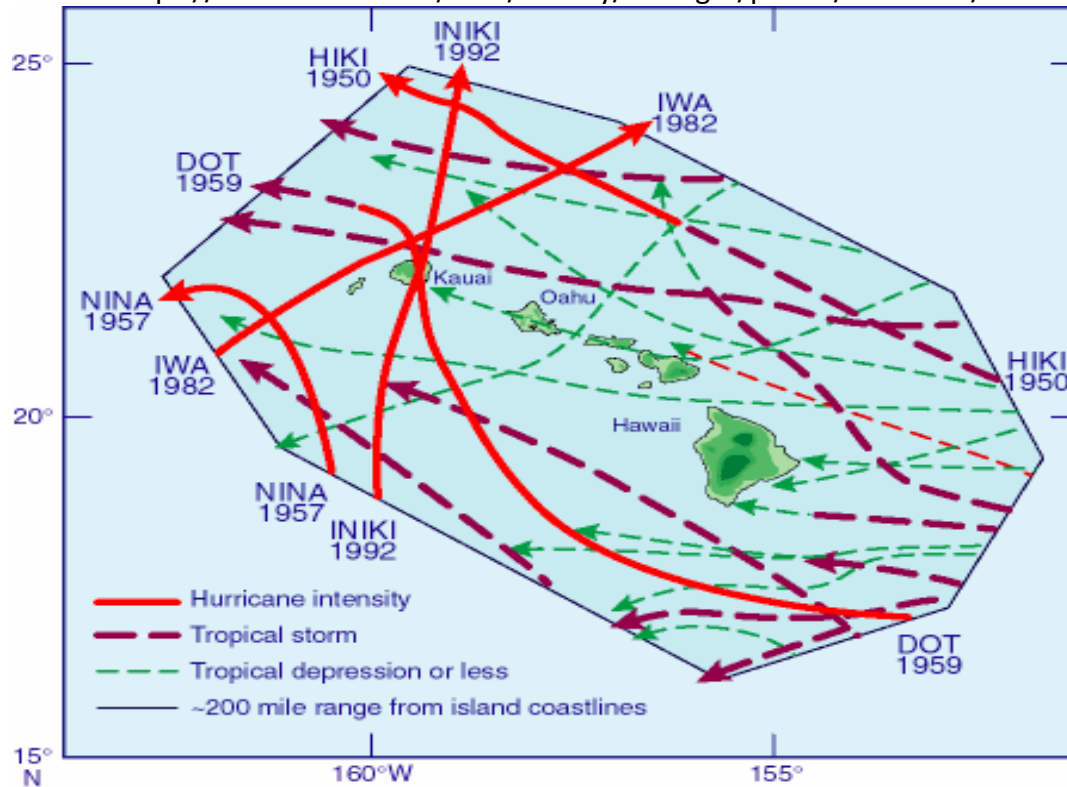 INIKI
1992
HIKI
1950
25°
IWA
1982
DOT
1959
Kauai
Oahu
NINA
1957
IWA
1982
HIKI
1950
20°
Hawaii
NINA
1957
INIKI
1992
Hurricane intensity
Tropical storm
DOT
1959
Tropical depression or less
~200 mile range from island coastlines
15°
N
160°W
155°